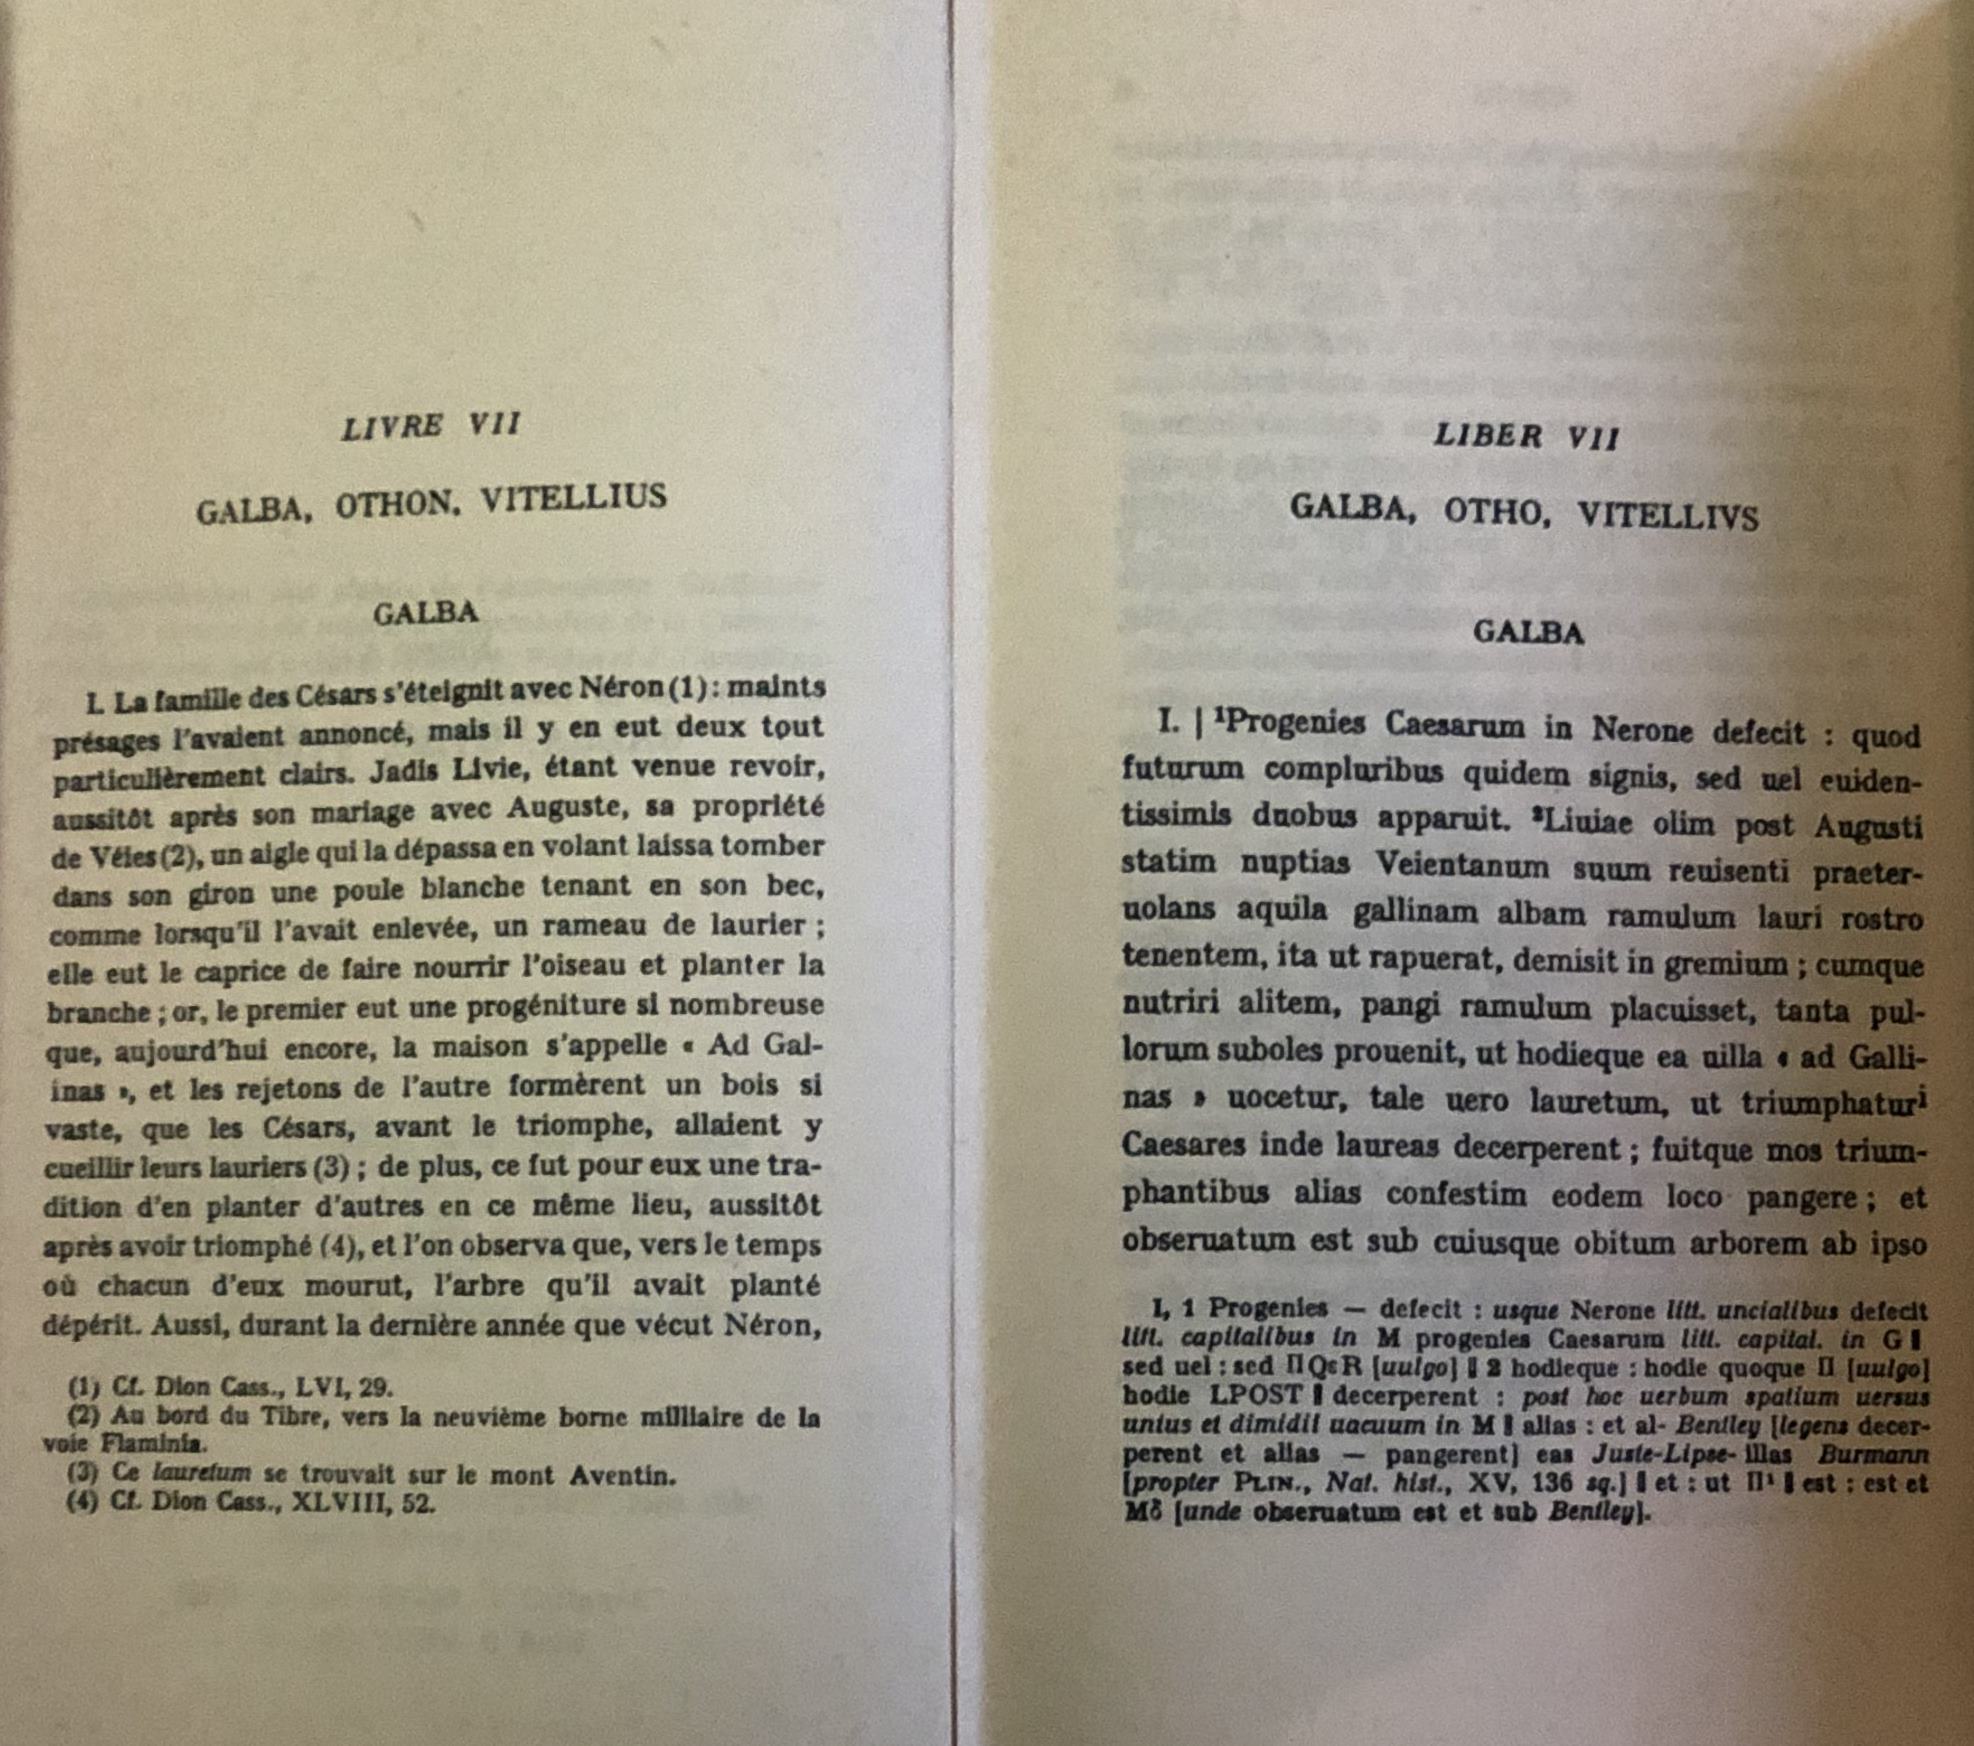 LIVRE VII
GALBA, OTHON, VITELLIUS
GALBA
I. La famille des Césars s'éteignit avec Néron (1) : maints
présages l'avaient annoncé, mais il y en eut deux tout
particulièrement clairs. Jadis Livie, étant venue revoir,
aussitôt après son mariage avec Auguste, sa propriété
de Véies (2), un aigle qui la dépassa en volant laissa tomber
dans son giron une poule blanche tenant en son bec,
comme lorsqu'il l'avait enlevée, un rameau de laurier ;
elle eut le caprice de faire nourrir l'oiseau et planter la
branche ; or, le premier eut une progéniture si nombreuse
que, aujourd'hui encore, la maison s'appelle « Ad Gal-
inas », et les rejetons de l'autre formèrent un bois si
vaste, que les Césars, avant le triomphe, allaient y
cueillir leurs lauriers (3) ; de plus, ce fut pour eux une tra-
dition d'en planter d'autres en ce même lieu, aussitôt
après avoir triomphé (4), et l'on observa que, vers le temps
où chacun d'eux mourut, l'arbre qu'il avait planté
dépérit. Aussi, durant la dernière année que vécut Néron,
(1) Cf. Dion Cass., LVI, 29.
(2) Au bord du Tibre, vers la neuvième borne milliaire de la
voie Flaminia.
(3) Ce lauretum se trouvait sur le mont Aventin.
(4) Cf. Dion Cass., XLVIII, 52.
LIBER VII
GALBA, OTHO, VITELLIVS
GALBA
I. | ¹Progenies Caesarum in Nerone defecit : quod
futurum compluribus quidem signis, sed uel euiden-
tissimis duobus apparuit. ²Liuiae olim post Augusti
statim nuptias Veientanum suum reuisenti praeter-
uolans aquila gallinam albam ramulum lauri rostro
tenentem, ita ut rapuerat, demisit in gremium ; cumque
nutriri alitem, pangi ramulum placuisset, tanta pul-
lorum suboles prouenit, ut hodieque ea uilla « ad Galli-
nas » uocetur, tale uero lauretum, ut triumphaturi
Caesares inde laureas decerperent ; fuitque mos trium-
phantibus alias confestim eodem loco pangere ; et
obseruatum est sub cuiusque obitum arborem ab ipso
I, 1 Progenies — defecit : usque Nerone litt. uncialibus defecit
litt. capitalibus in M progenies Caesarum litt. capital. in G ‖
sed uel : sed ΠQςR [uulgo] ‖ 2 hodieque : hodie quoque Π [uulgo]
hodie LPOST ‖ decerperent : post hoc uerbum spatium uersus
unius et dimidii uacuum in M ‖ alias : et al- Bentley [legens decer-
perent et alias — pangerent] eas Juste-Lipse- illas Burmann
[propter PLIN., Nat. hist., XV, 136 sq.] ‖ et : ut Π¹ ‖ est : est et
Mδ [unde obseruatum est et sub Bentley].